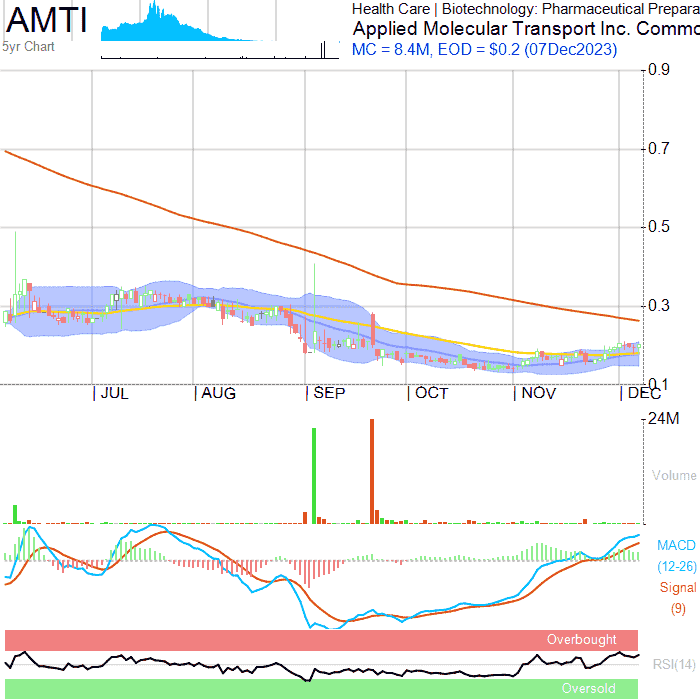 AMTI
5yr Chart
Health Care | Biotechnology: Pharmaceutical Prepara
Applied Molecular Transport Inc. Commo
MC = 8.4M, EOD = $0.2 (07Dec2023)
0.9
0.7
0.5
0.3
0.1
JUL AUG SEP OCT NOV DEC
24M
Volume
MACD
(12-26)
Signal
(9)
Overbought
RSI(14)
Oversold